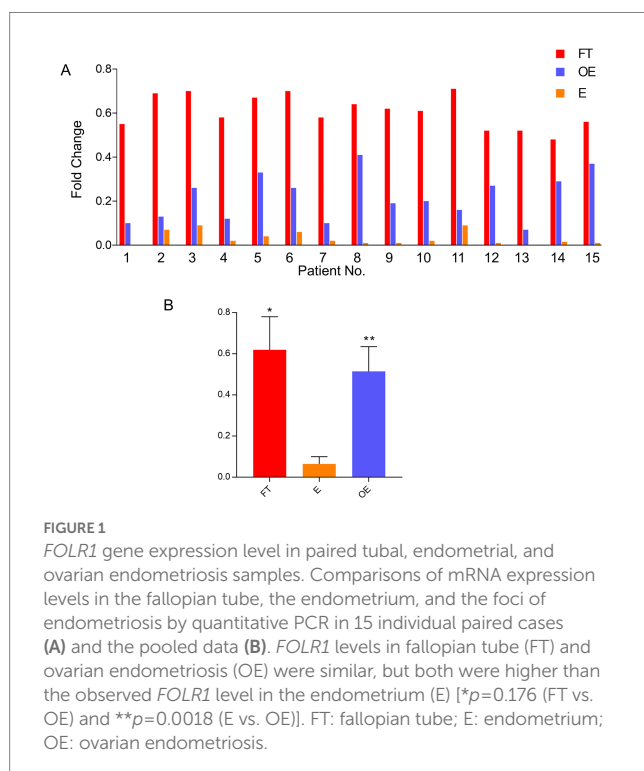 A
FT
OE
E
0.8
0.6
0.4
0.2
0.0
Fold Change
1 2 3 4 5 6 7 8 9 10 11 12 13 14 15
Patient No.
B
0.8
0.6
0.4
0.2
0.0
* **
FT E OE
FIGURE 1
FOLR1 gene expression level in paired tubal, endometrial, and
ovarian endometriosis samples. Comparisons of mRNA expression
levels in the fallopian tube, the endometrium, and the foci of
endometriosis by quantitative PCR in 15 individual paired cases
(A) and the pooled data (B). FOLR1 levels in fallopian tube (FT) and
ovarian endometriosis (OE) were similar, but both were higher than
the observed FOLR1 level in the endometrium (E) [*p=0.176 (FT vs.
OE) and **p=0.0018 (E vs. OE)]. FT: fallopian tube; E: endometrium;
OE: ovarian endometriosis.